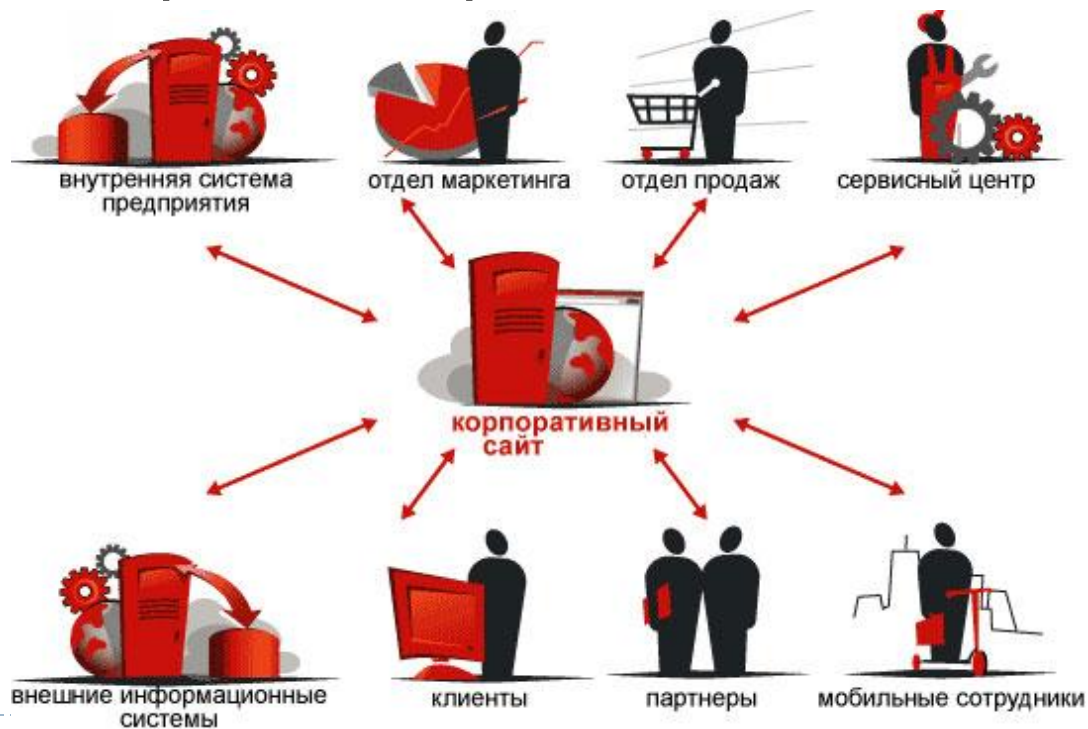 внутренняя система
предприятия
отдел маркетинга
отдел продаж
сервисный центр
корпоративный
сайт
внешние информационные
системы
клиенты
партнеры
мобильные сотрудники